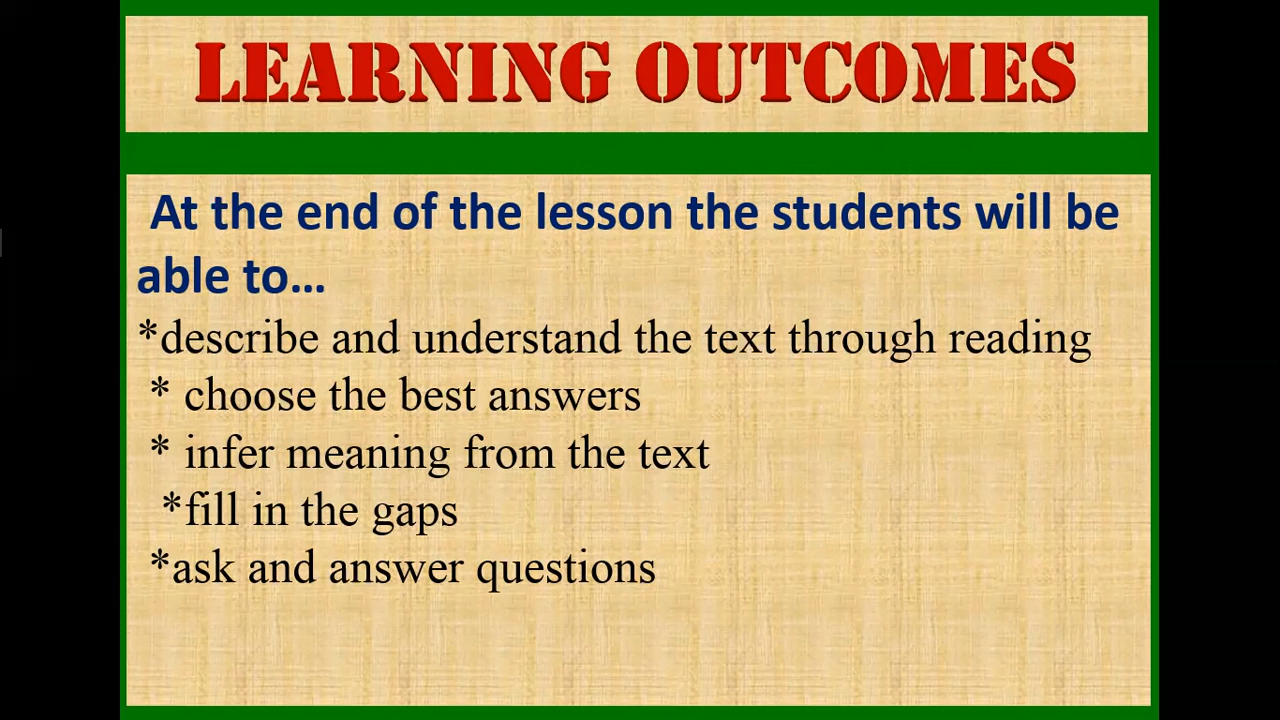 LEARNING OUTCOMES
At the end of the lesson the students will be
able to...
*describe and understand the text through reading
* choose the best answers
* infer meaning from the text
*fill in the gaps
*ask and answer questions